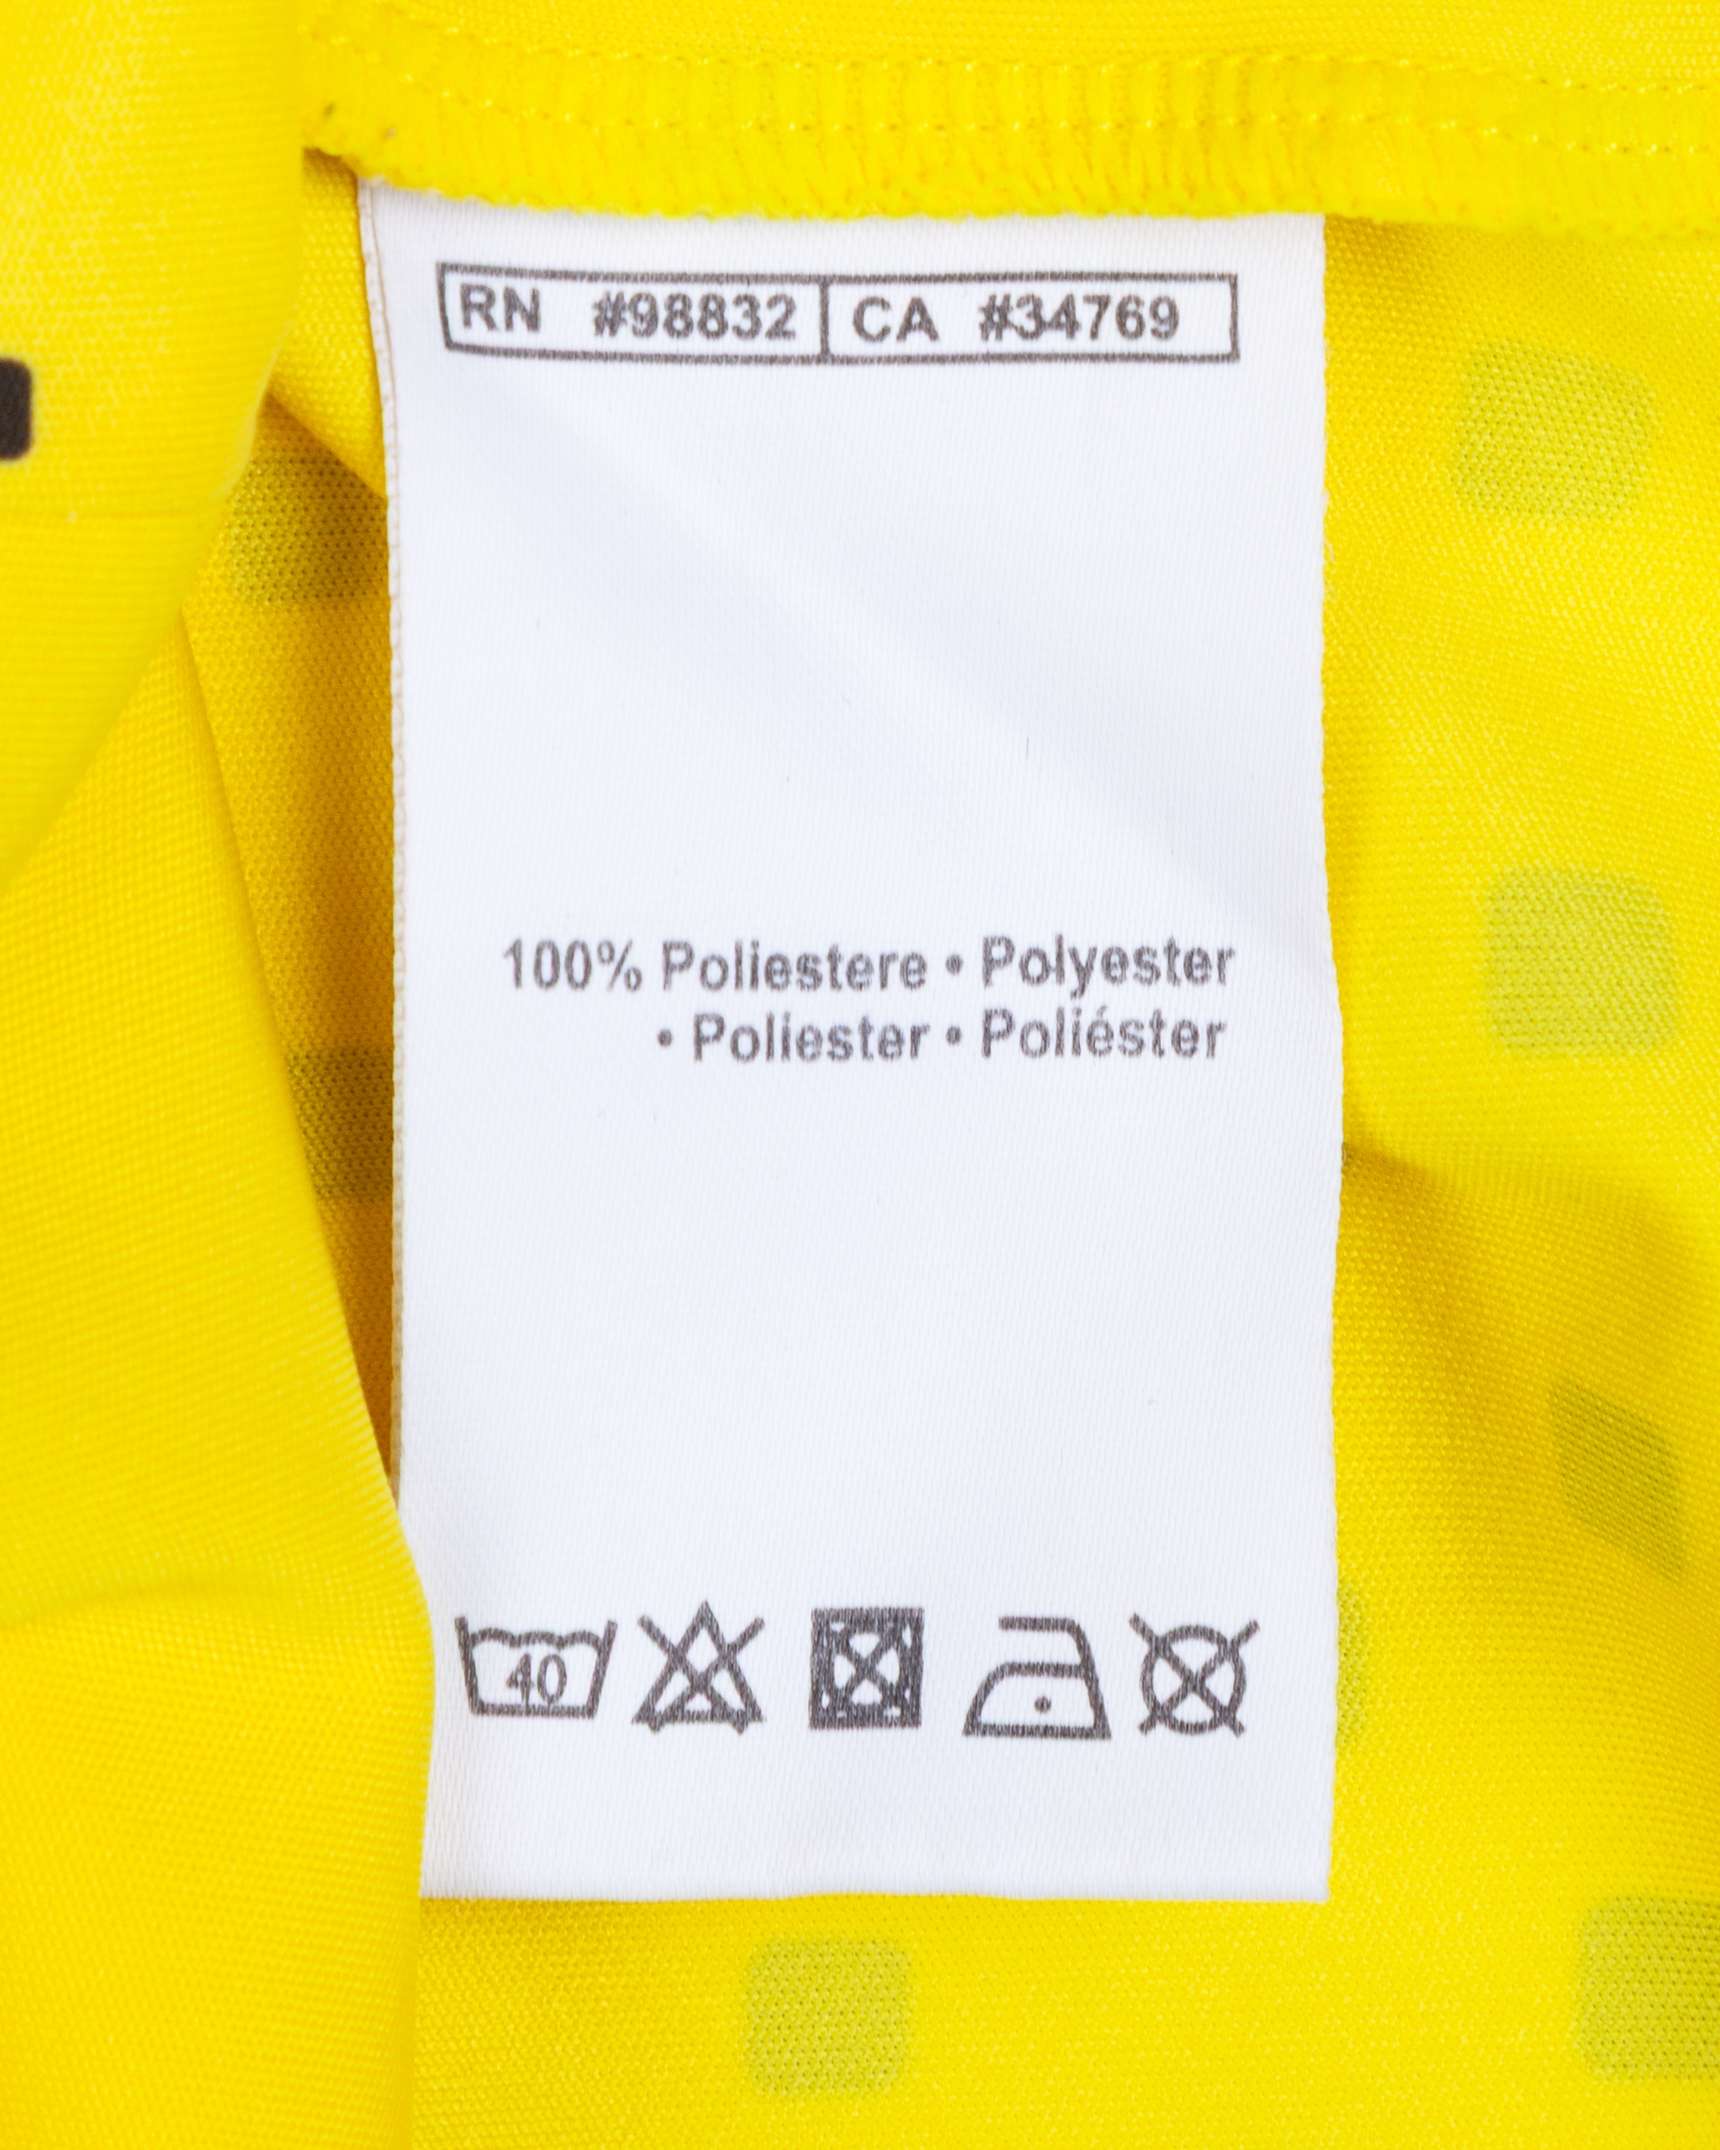 RN #98832 CA #34769
100% Poliestere • Polyester
• Poliester • Poliéster
40